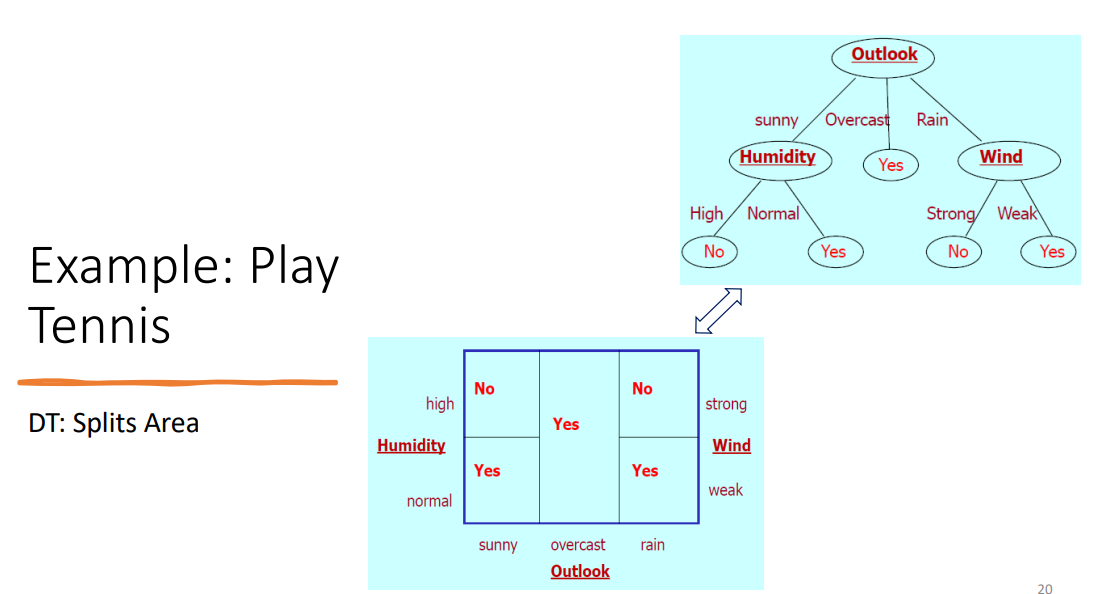 Example: Play
Tennis
DT: Splits Area
Outlook
sunny Overcast Rain
Humidity Yes Wind
High Normal Strong Weak
No Yes No Yes
No No
high strong
Yes
Humidity Wind
Yes Yes
normal weak
sunny overcast rain
Outlook
20